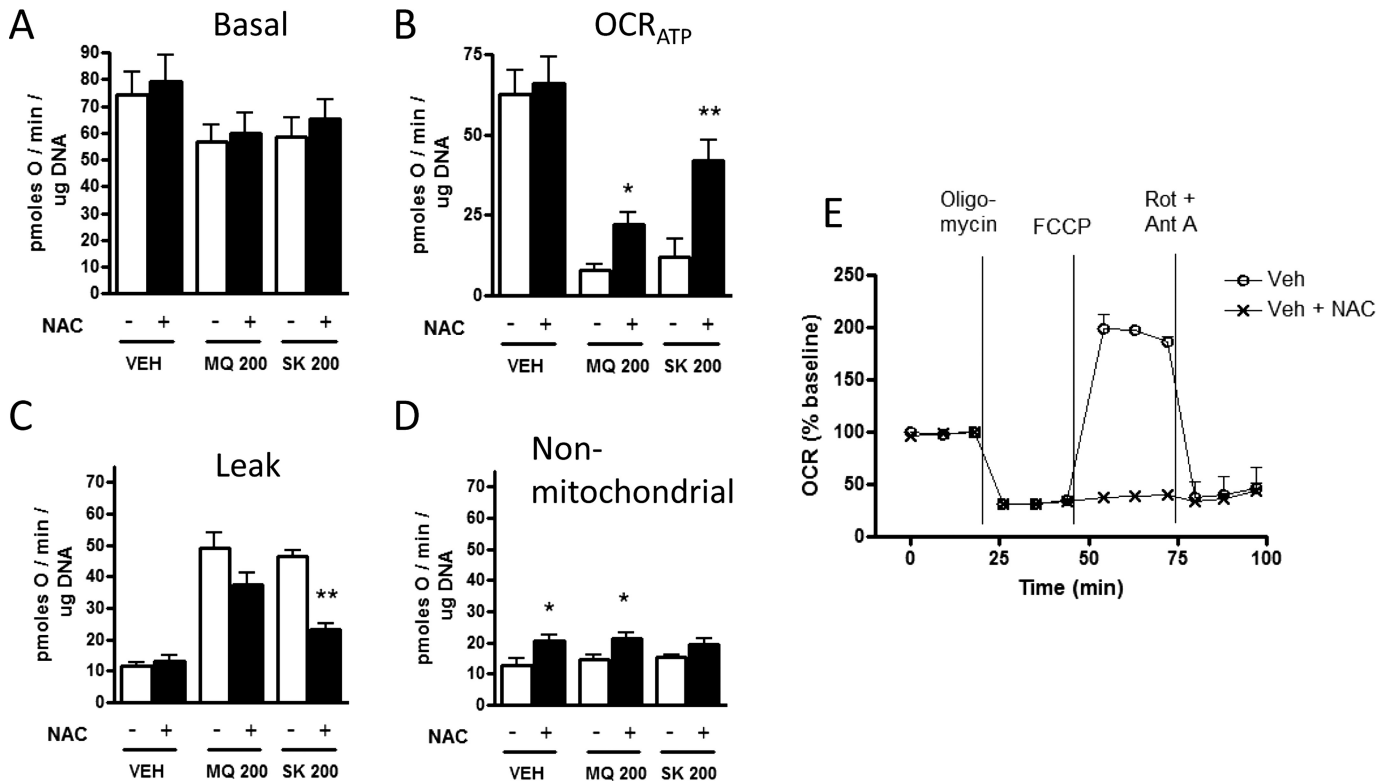 A
Basal
pmoles O / min /
ug DNA
90
80
70
60
50
40
30
20
10
0
NAC - + - + - +
VEH MQ 200 SK 200
B
OCRATP
pmoles O / min /
ug DNA
75
50
25
0
* **
NAC - + - + - +
VEH MQ 200 SK 200
C
Leak
pmoles O / min /
ug DNA
70
60
50
40
30
20
10
0
**
NAC - + - + - +
VEH MQ 200 SK 200
D
Non-
mitochondrial
pmoles O / min /
ug DNA
70
60
50
40
30
20
10
0
* *
NAC - + - + - +
VEH MQ 200 SK 200
E
Oligo-
mycin
FCCP
Rot +
Ant A
Veh
Veh + NAC
OCR (% baseline)
250
200
150
100
50
0
0 25 50 75 100
Time (min)